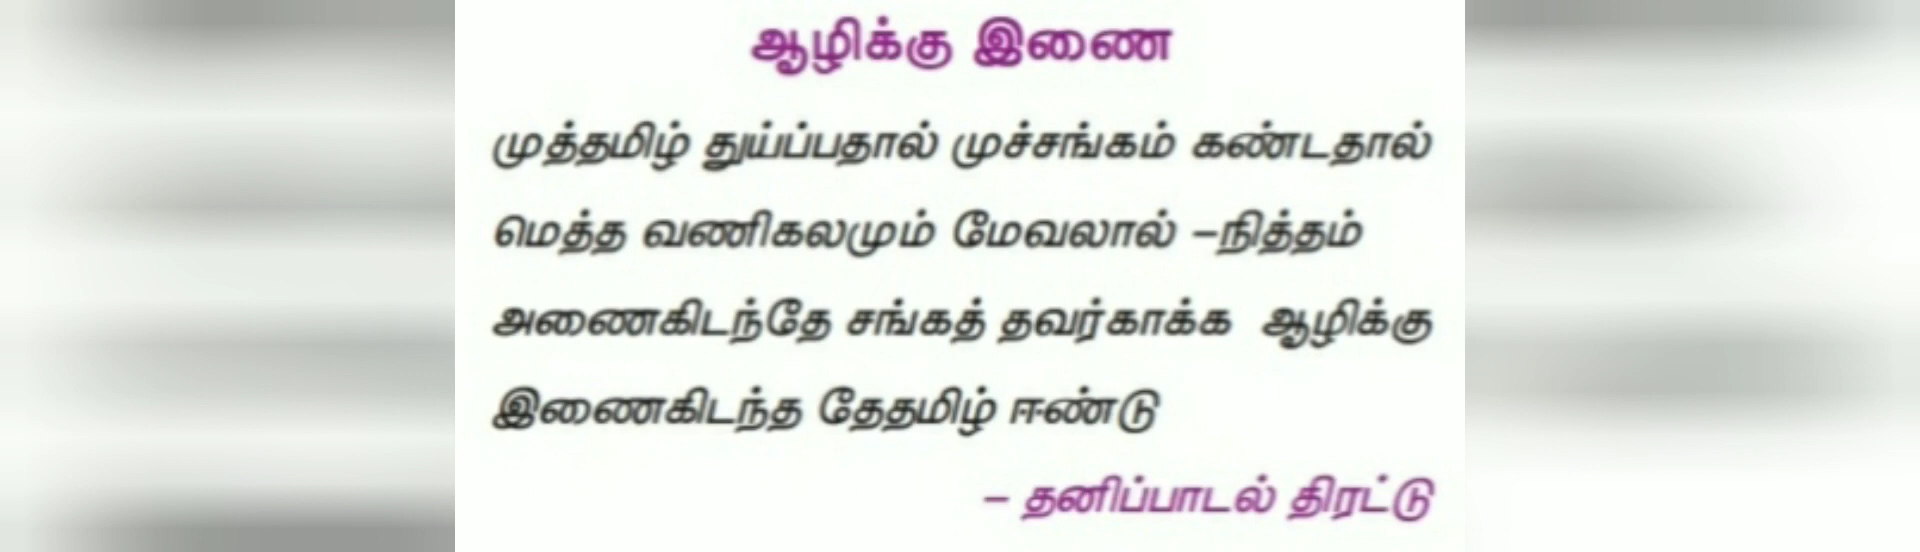 ஆழிக்கு இணை
முத்தமிழ் துய்ப்பதால் முச்சங்கம் கண்டதால்
மெத்த வணிகலமும் மேவலால் –நித்தம்
அணைகிடந்தே சங்கத் தவர்காக்க ஆழிக்கு
இணைகிடந்த தேதமிழ் ஈண்டு
– தனிப்பாடல் திரட்டு